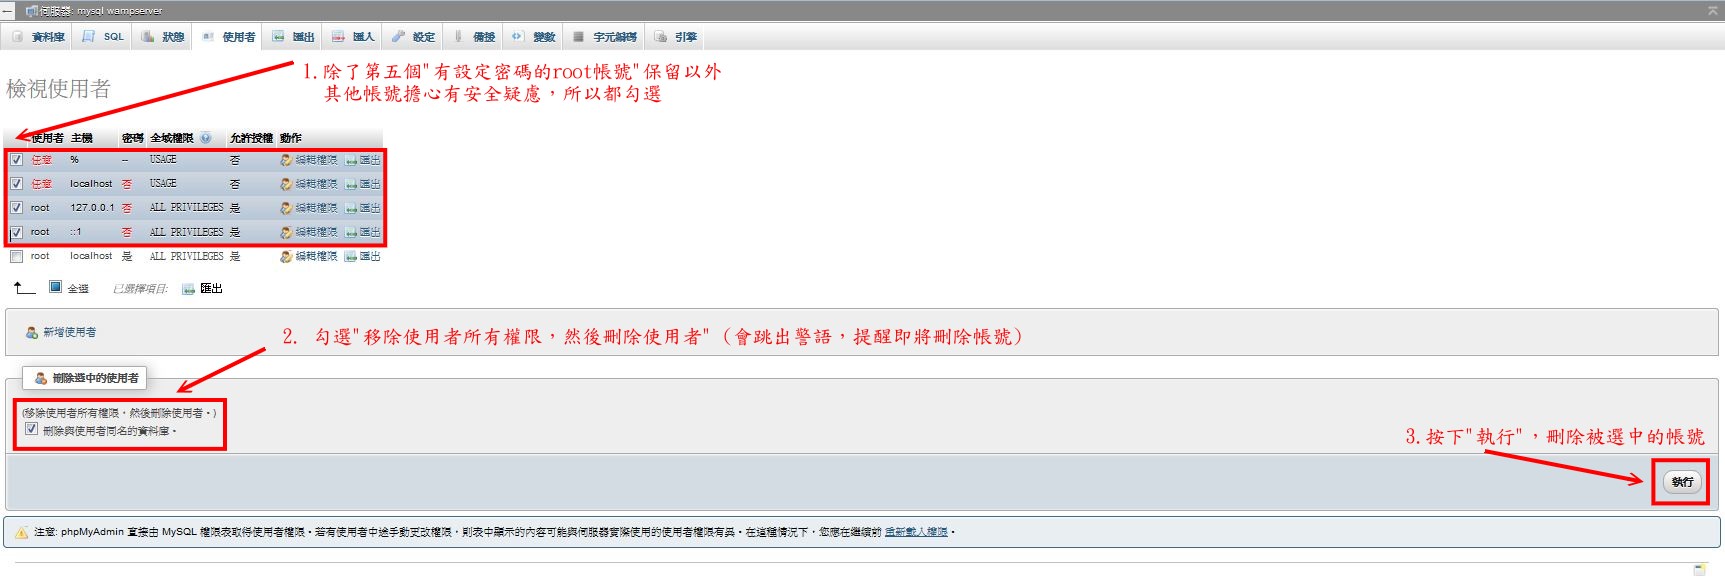 伺服器: mysql wampserver
資料庫 SQL 狀態 使用者 匯出 匯入 設定 備援 變數 字元編碼 引擎
1.除了第五個"有設定密碼的root帳號"保留以外
其他帳號擔心有安全疑慮，所以都勾選
檢視使用者
使用者 主機 密碼 全域權限 允許授權 動作
任意 % -- USAGE 否 編輯權限 匯出
任意 localhost 否 USAGE 否 編輯權限 匯出
root 127.0.0.1 否 ALL PRIVILEGES 是 編輯權限 匯出
root ::1 否 ALL PRIVILEGES 是 編輯權限 匯出
root localhost 是 ALL PRIVILEGES 是 編輯權限 匯出
全選 已選擇項目: 匯出
新增使用者
2. 勾選"移除使用者所有權限，然後刪除使用者"（會跳出警語，提醒即將刪除帳號）
刪除選中的使用者
(移除使用者所有權限，然後刪除使用者。)
刪除與使用者同名的資料庫。
3.按下"執行"，刪除被選中的帳號
執行
注意: phpMyAdmin 直接由 MySQL 權限表取得使用者權限。若有使用者中途手動更改權限，則表中顯示的內容可能與伺服器實際使用的使用者權限有異。在這種情況下，您應在繼續前 重新載入權限。